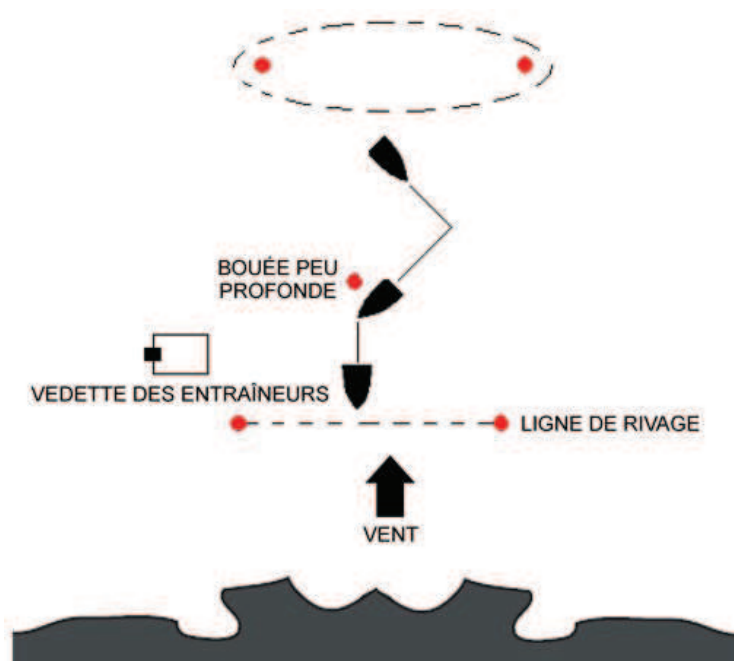 BOUÉE PEU
PROFONDE
VEDETTE DES ENTRAÎNEURS
LIGNE DE RIVAGE
VENT